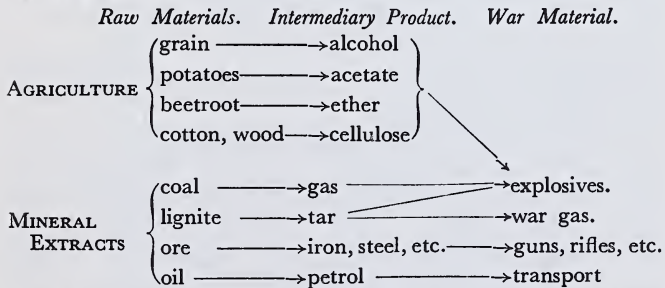 Raw Materials. Intermediary Product. War Material.
grain alcohol
potatoes acetate
AGRICULTURE
beetroot ether
cotton, wood cellulose
coal gas explosives.
MINERAL lignite tar war gas.
EXTRACTS ore iron, steel, etc. guns, rifles, etc.
oil petrol transport